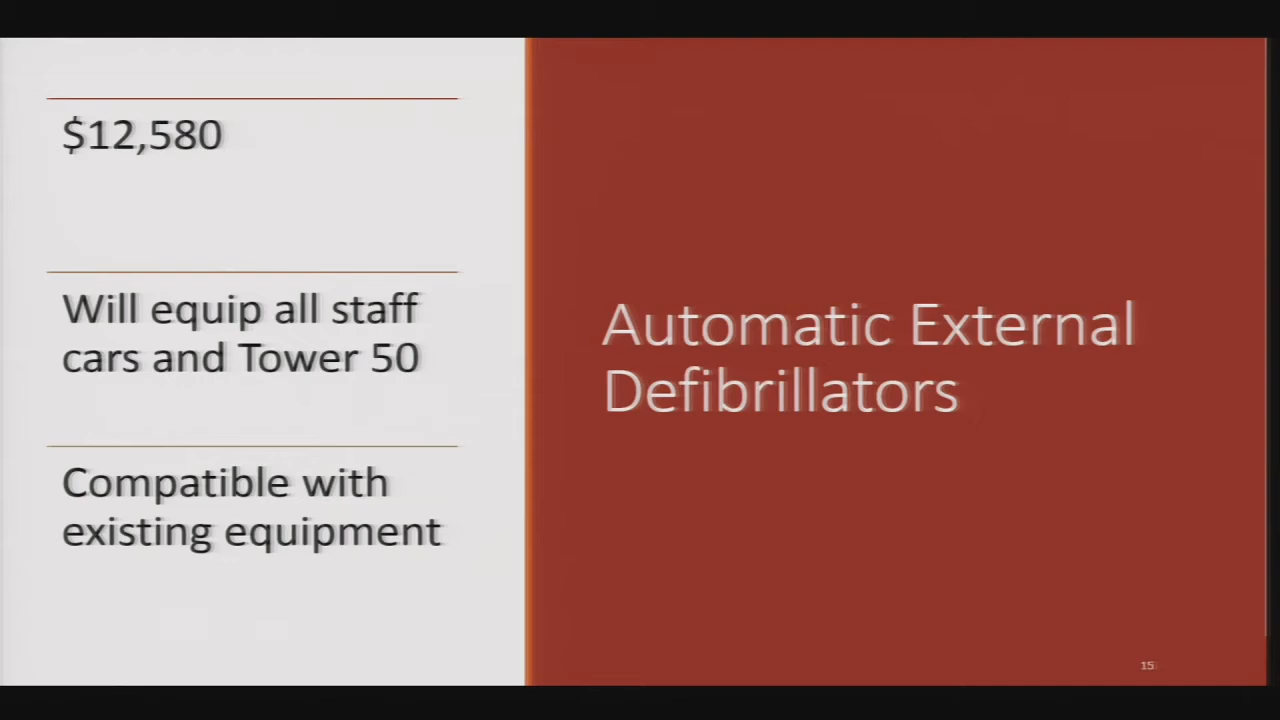 $12,580
Will equip all staff
cars and Tower 50
Compatible with
existing equipment
Automatic External
Defibrillators
15